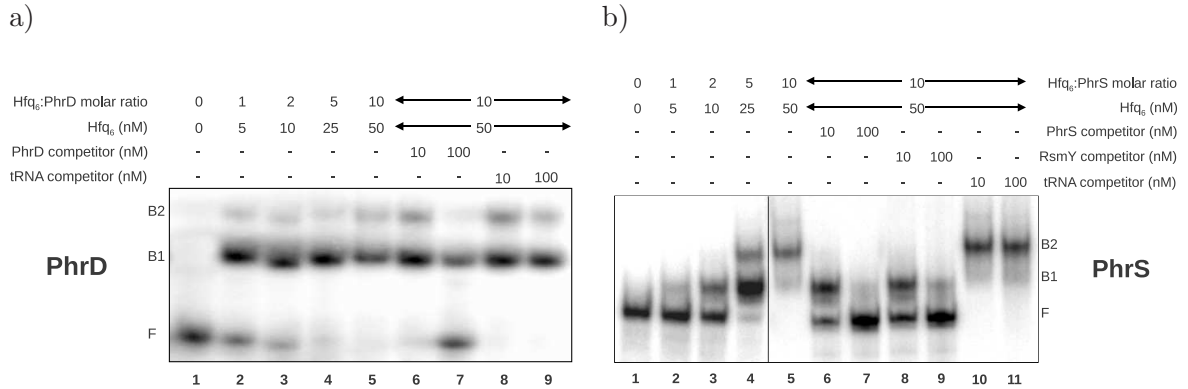 a)
Hfq6:PhrD molar ratio 0 1 2 5 10 10
Hfq6 (nM) 0 5 10 25 50 50
PhrD competitor (nM) - - - - - 10 100 - -
tRNA competitor (nM) - - - - - - - 10 100
B2
B1
PhrD
F
1 2 3 4 5 6 7 8 9
b)
0 1 2 5 10 10 Hfq6:PhrS molar ratio
0 5 10 25 50 50 Hfq6 (nM)
- - - - - 10 100 - - - - PhrS competitor (nM)
- - - - - - - 10 100 - - RsmY competitor (nM)
- - - - - - - - - 10 100 tRNA competitor (nM)
B2
B1
PhrS
F
1 2 3 4 5 6 7 8 9 10 11